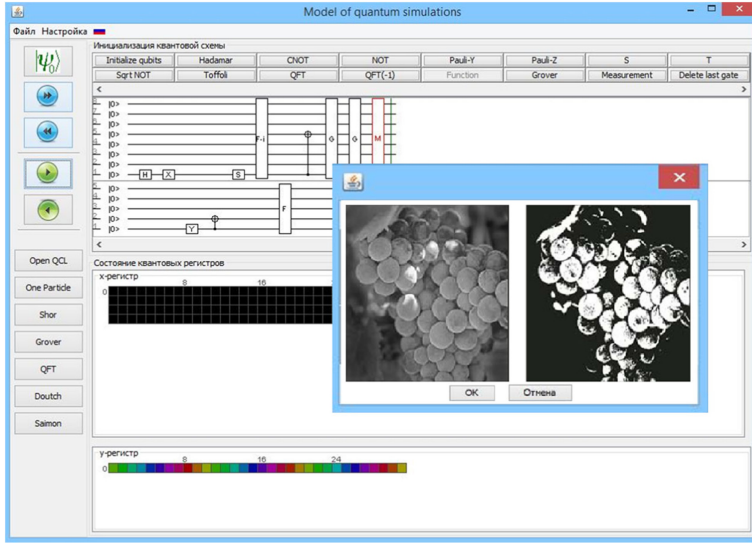 Model of quantum simulations
Файл Настройка
Инициализация квантовой схемы
|ψ₀⟩
Initialize qubits Hadamar CNOT NOT Pauli-Y Pauli-Z S T
Sqrt NOT Toffoli QFT QFT(-1) Function Grover Measurement Delete last gate
|0>
|0>
|0>
|0>
|0>
|0>
|0>
|0>
H X S F-i G G M
|0>
|0>
|0>
|0>
|0>
Y F
Open QCL
One Particle
Shor
Grover
QFT
Doutch
Saimon
Состояние квантовых регистров
х-регистр
8 16
0
OK Отмена
у-регистр
8 16 24
0